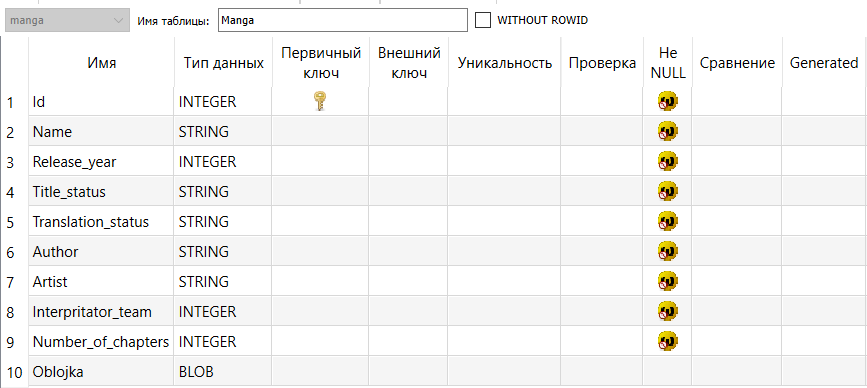 manga Имя таблицы: Manga WITHOUT ROWID
Имя Тип данных Первичный ключ Внешний ключ Уникальность Проверка Не NULL Сравнение Generated
1 Id INTEGER
2 Name STRING
3 Release_year INTEGER
4 Title_status STRING
5 Translation_status STRING
6 Author STRING
7 Artist STRING
8 Interpritator_team INTEGER
9 Number_of_chapters INTEGER
10 Oblojka BLOB